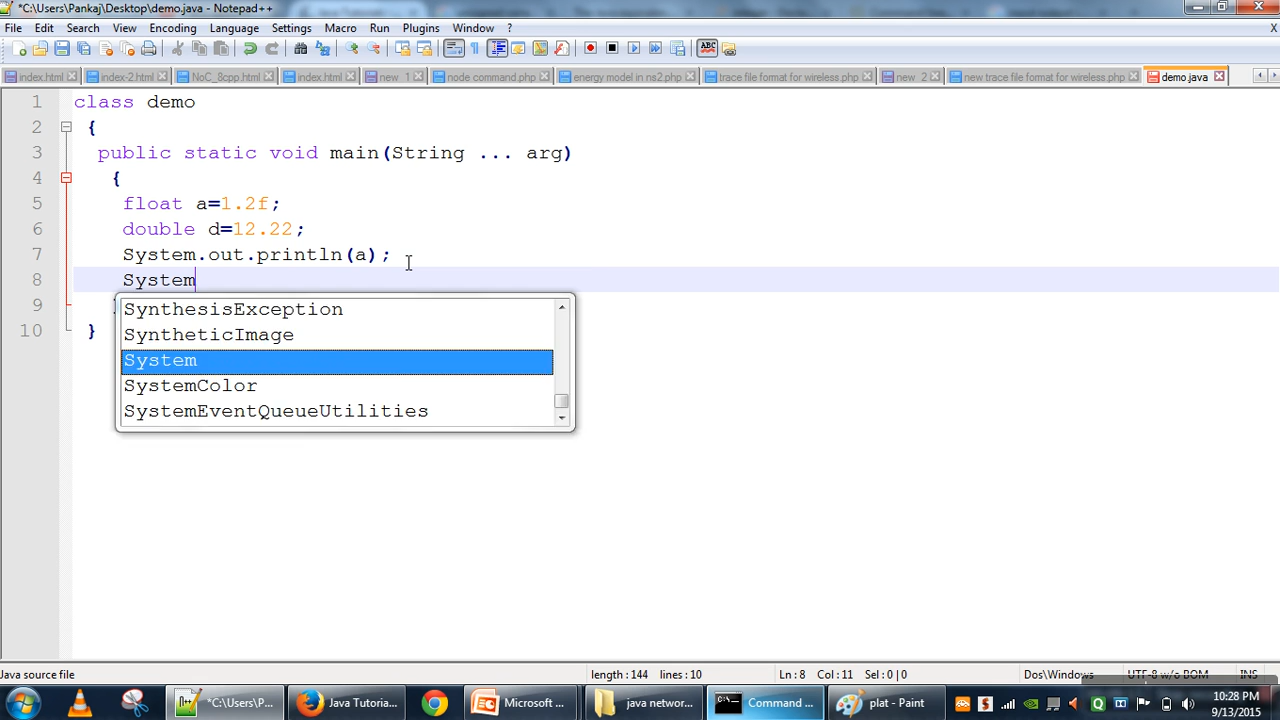 *C:\Users\Pankaj\Desktop\demo.java - Notepad++
File Edit Search View Encoding Language Settings Macro Run Plugins Window ?
X
index.html index-2.html NoC_8cpp.html index.html new 1 node command.php energy model in ns2.php trace file format for wireless.php new 2 new trace file format for wireless.php demo.java
1 class demo
2 {
3 public static void main(String ... arg)
4 {
5 float a=1.2f;
6 double d=12.22;
7 System.out.println(a);
8 System
9
SynthesisException
10 }
SyntheticImage
System
SystemColor
SystemEventQueueUtilities
Java source file length : 144 lines : 10 Ln : 8 Col : 11 Sel : 0 | 0 Dos\Windows UTF-8 w/o BOM INS
*C:\Users\P... Java Tutoria... Microsoft ... java networ... Command ... plat - Paint 10:28 PM
9/13/2015